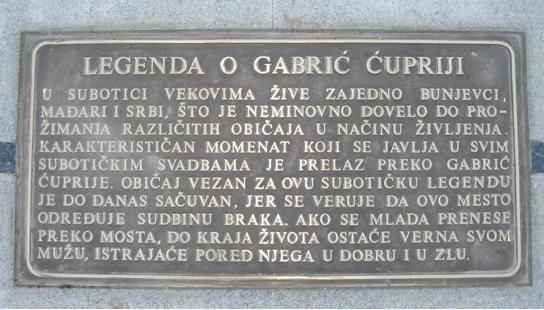 LEGENDA O GABRIĆ ĆUPRIJI
U SUBOTICI VEKOVIMA ŽIVE ZAJEDNO BUNJEVCI,
MAĐARI I SRBI, ŠTO JE NEMINOVNO DOVELO DO PRO-
ŽIMANJA RAZLIČITIH OBIČAJA U NAČINU ŽIVLJENJA.
KARAKTERISTIČAN MOMENAT KOJI SE JAVLJA U SVIM
SUBOTIČKIM SVADBAMA JE PRELAZ PREKO GABRIĆ
ĆUPRIJE. OBIČAJ VEZAN ZA OVU SUBOTIČKU LEGENDU
JE DO DANAS SAČUVAN, JER SE VERUJE DA OVO MESTO
ODREĐUJE SUDBINU BRAKA. AKO SE MLADA PRENESE
PREKO MOSTA, DO KRAJA ŽIVOTA OSTAĆE VERNA SVOM
MUŽU, ISTRAJAĆE PORED NJEGA U DOBRU I U ZLU.